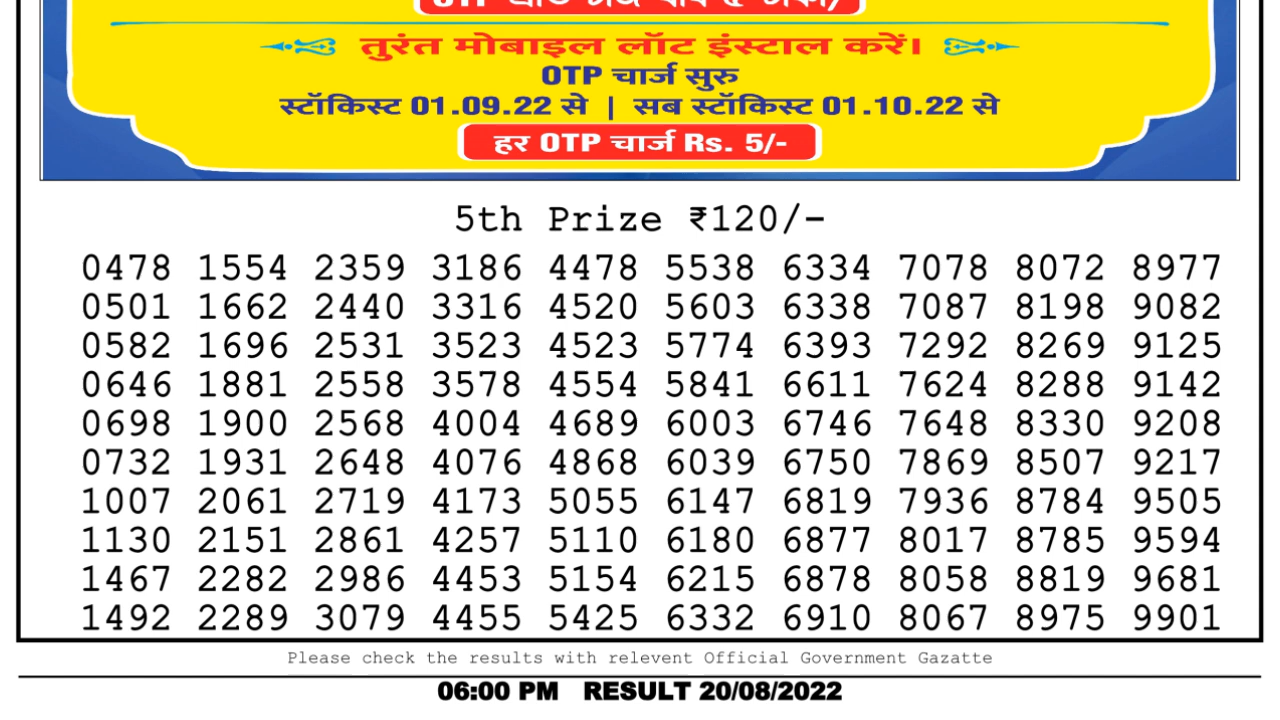 तुरंत मोबाइल लॉट इंस्टाल करें।
OTP चार्ज सुरु
स्टॉकिस्ट 01.09.22 से | सब स्टॉकिस्ट 01.10.22 से
हर OTP चार्ज Rs. 5/-
5th Prize ₹120/-
0478 1554 2359 3186 4478 5538 6334 7078 8072 8977
0501 1662 2440 3316 4520 5603 6338 7087 8198 9082
0582 1696 2531 3523 4523 5774 6393 7292 8269 9125
0646 1881 2558 3578 4554 5841 6611 7624 8288 9142
0698 1900 2568 4004 4689 6003 6746 7648 8330 9208
0732 1931 2648 4076 4868 6039 6750 7869 8507 9217
1007 2061 2719 4173 5055 6147 6819 7936 8784 9505
1130 2151 2861 4257 5110 6180 6877 8017 8785 9594
1467 2282 2986 4453 5154 6215 6878 8058 8819 9681
1492 2289 3079 4455 5425 6332 6910 8067 8975 9901
Please check the results with relevent Official Government Gazatte
06:00 PM RESULT 20/08/2022